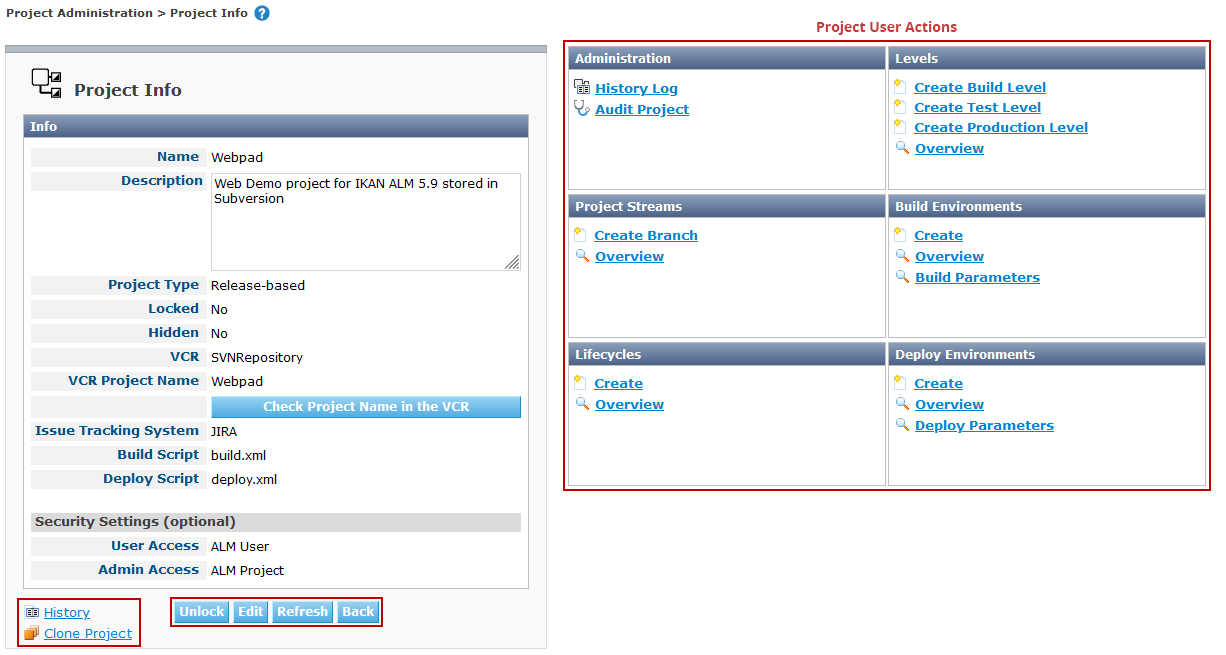 Project Administration > Project Info ?
Project Info
Info
Name Webpad
Description Web Demo project for IKAN ALM 5.9 stored in
Subversion
Project Type Release-based
Locked No
Hidden No
VCR SVNRepository
VCR Project Name Webpad
Check Project Name in the VCR
Issue Tracking System JIRA
Build Script build.xml
Deploy Script deploy.xml
Security Settings (optional)
User Access ALM User
Admin Access ALM Project
History
Clone Project
Unlock Edit Refresh Back
Project User Actions
Administration
History Log
Audit Project
Levels
Create Build Level
Create Test Level
Create Production Level
Overview
Project Streams
Create Branch
Overview
Build Environments
Create
Overview
Build Parameters
Lifecycles
Create
Overview
Deploy Environments
Create
Overview
Deploy Parameters